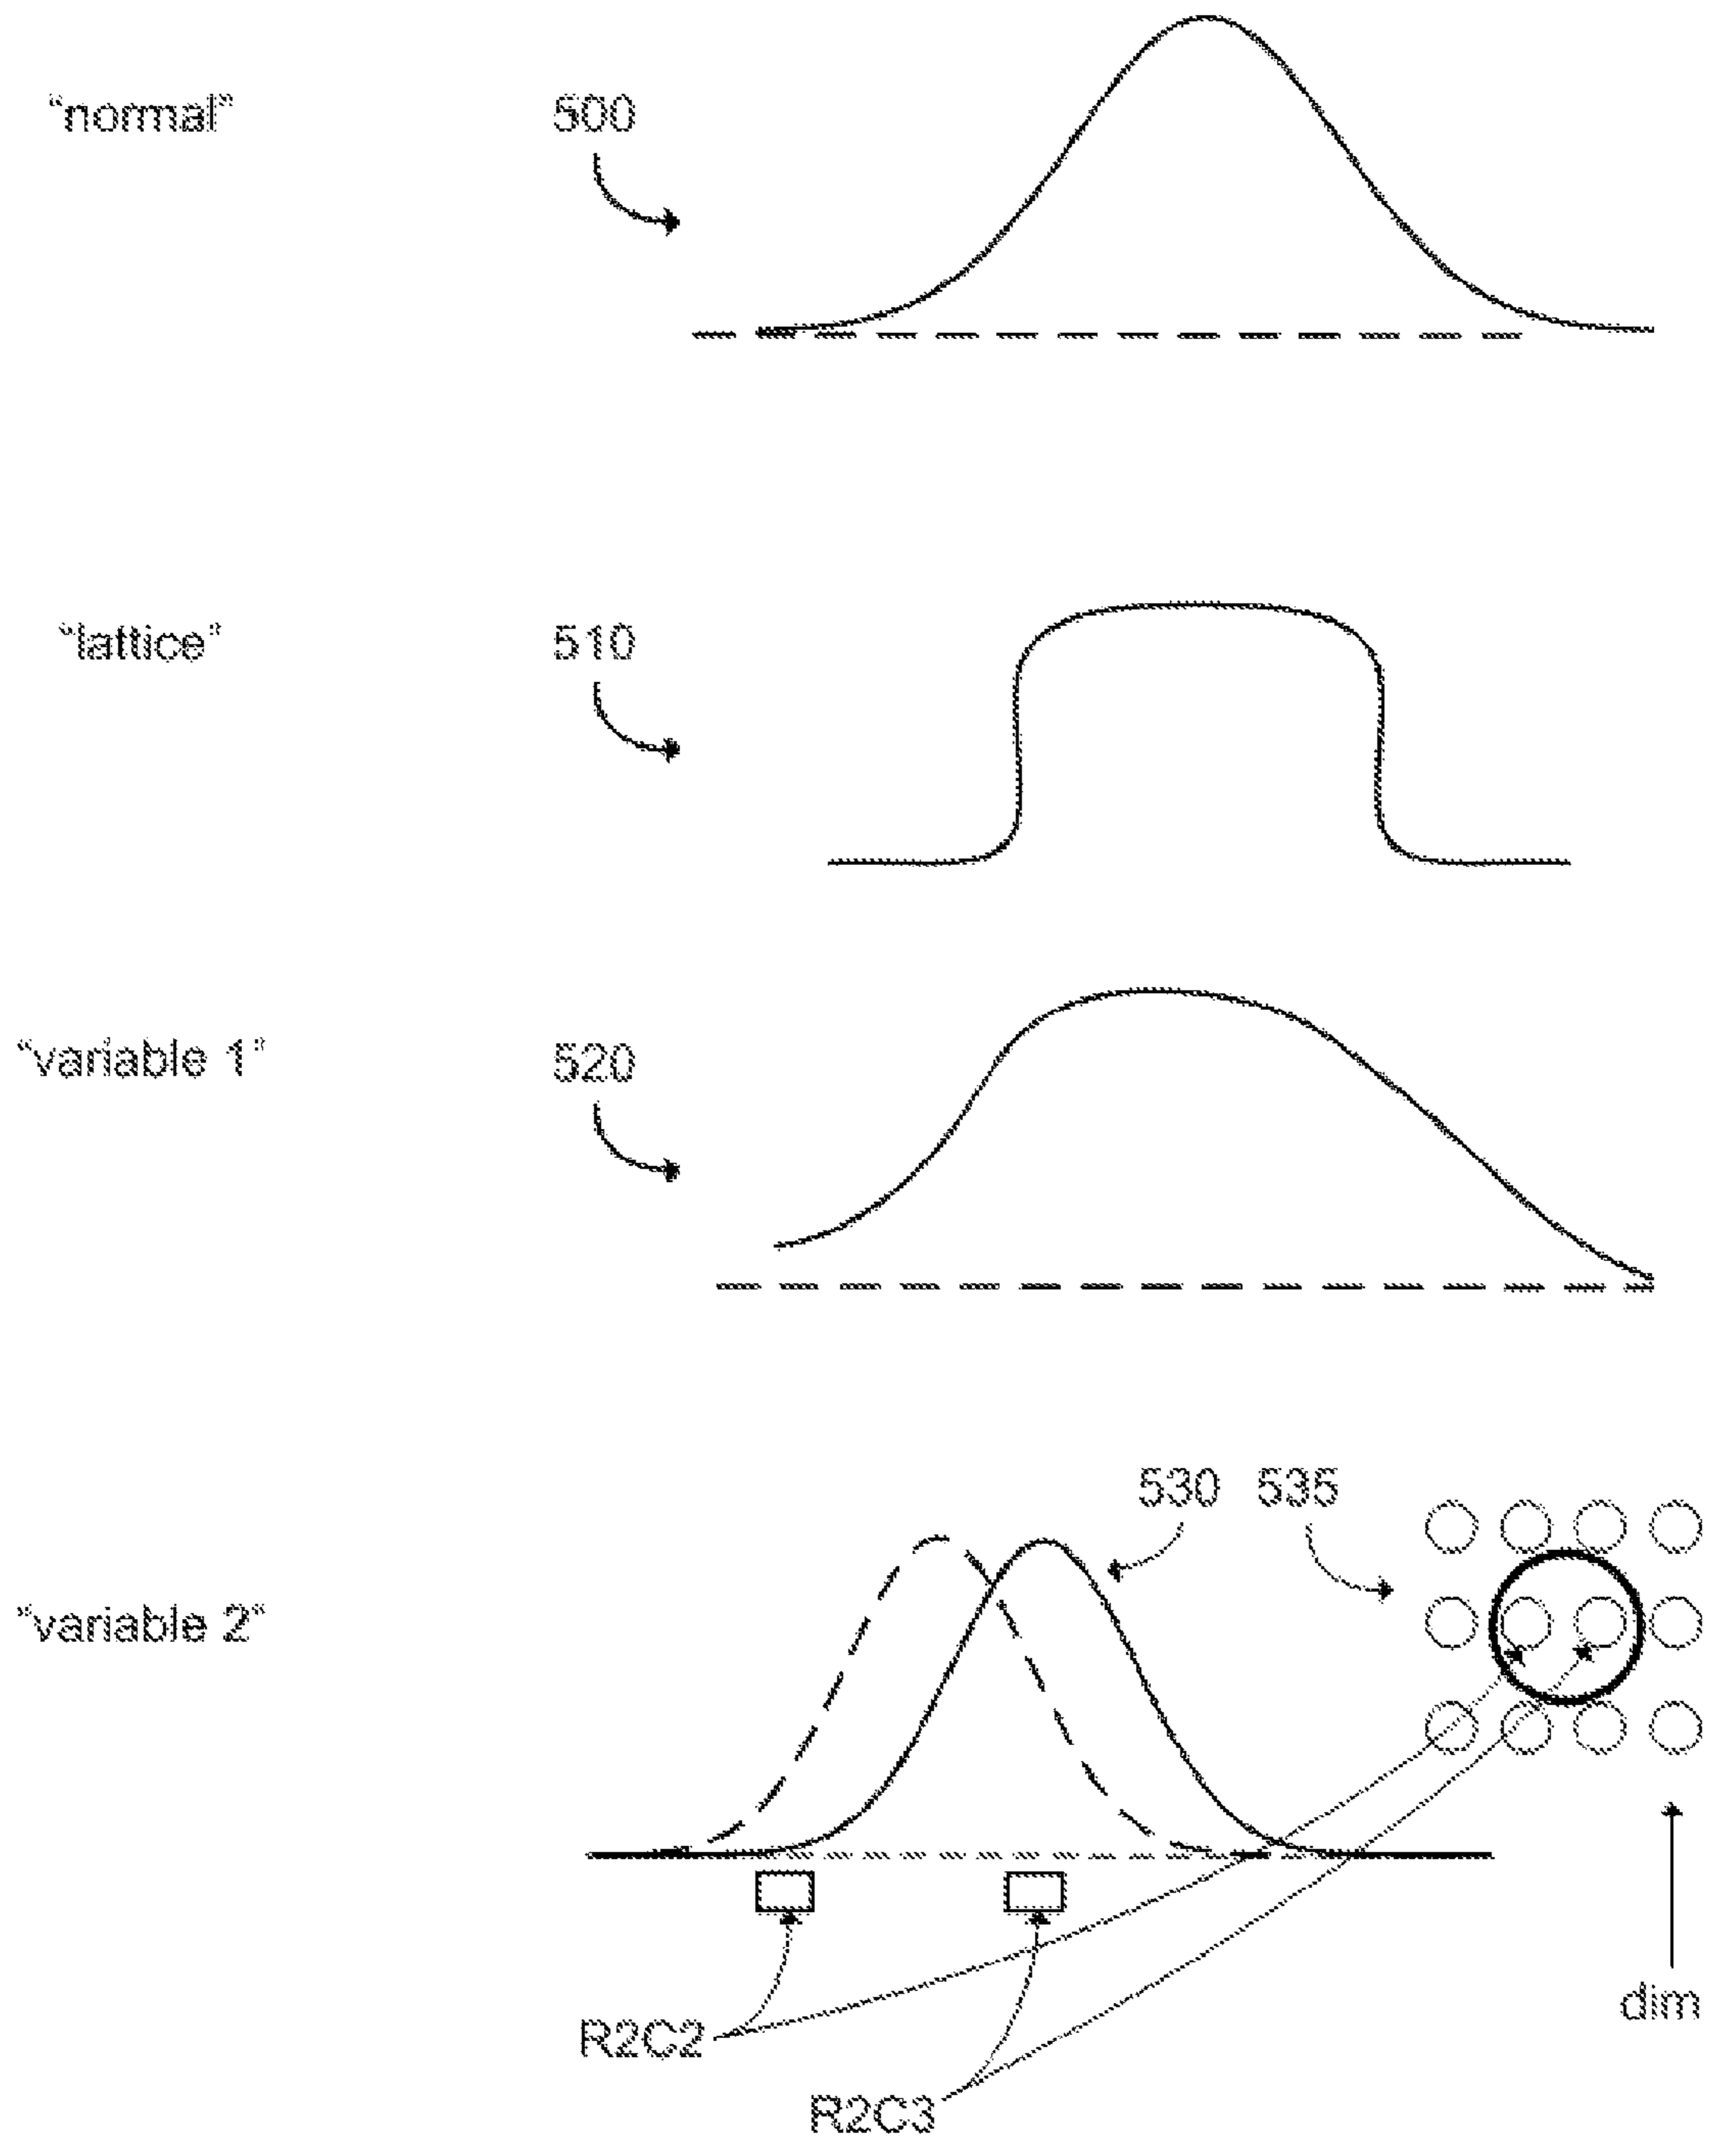 "normal"
500
"lattice"
510
"variable 1"
520
530 535
"variable 2"
dim
R2C2
R2C3